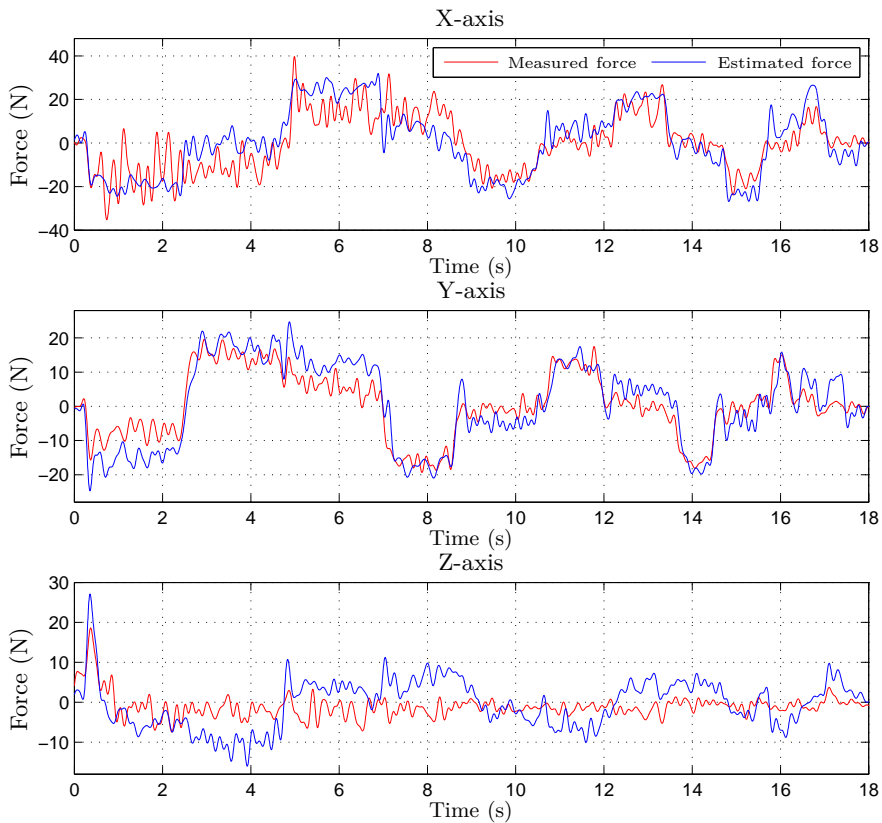 X-axis
Force (N)
40
20
0
−20
−40
Measured force
Estimated force
0 2 4 6 8 10 12 14 16 18
Time (s)
Y-axis
Force (N)
20
10
0
−10
−20
0 2 4 6 8 10 12 14 16 18
Time (s)
Z-axis
Force (N)
30
20
10
0
−10
0 2 4 6 8 10 12 14 16 18
Time (s)